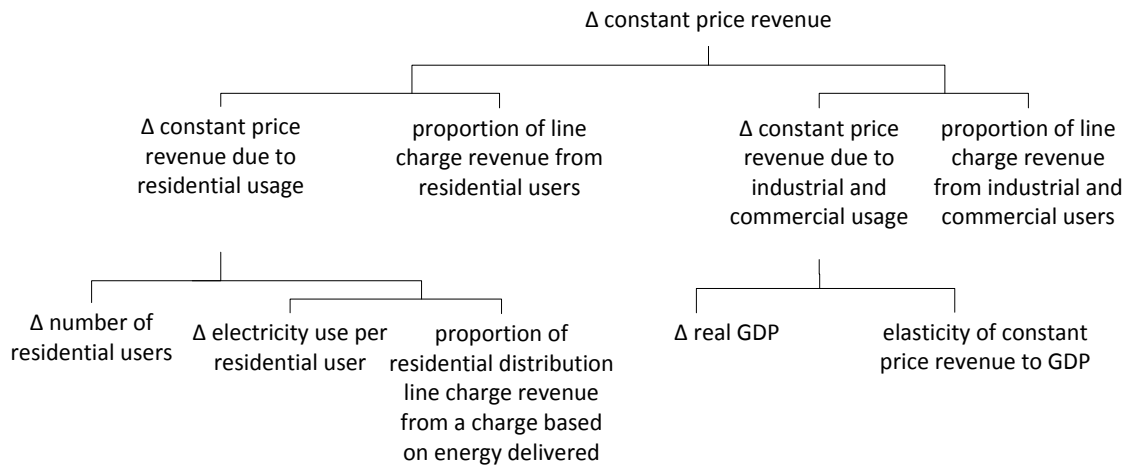 Δ constant price revenue
Δ constant price
revenue due to
residential usage
proportion of line
charge revenue from
residential users
Δ constant price
revenue due to
industrial and
commercial usage
proportion of line
charge revenue
from industrial and
commercial users
Δ number of
residential users
Δ electricity use per
residential user
proportion of
residential distribution
line charge revenue
from a charge based
on energy delivered
Δ real GDP
elasticity of constant
price revenue to GDP